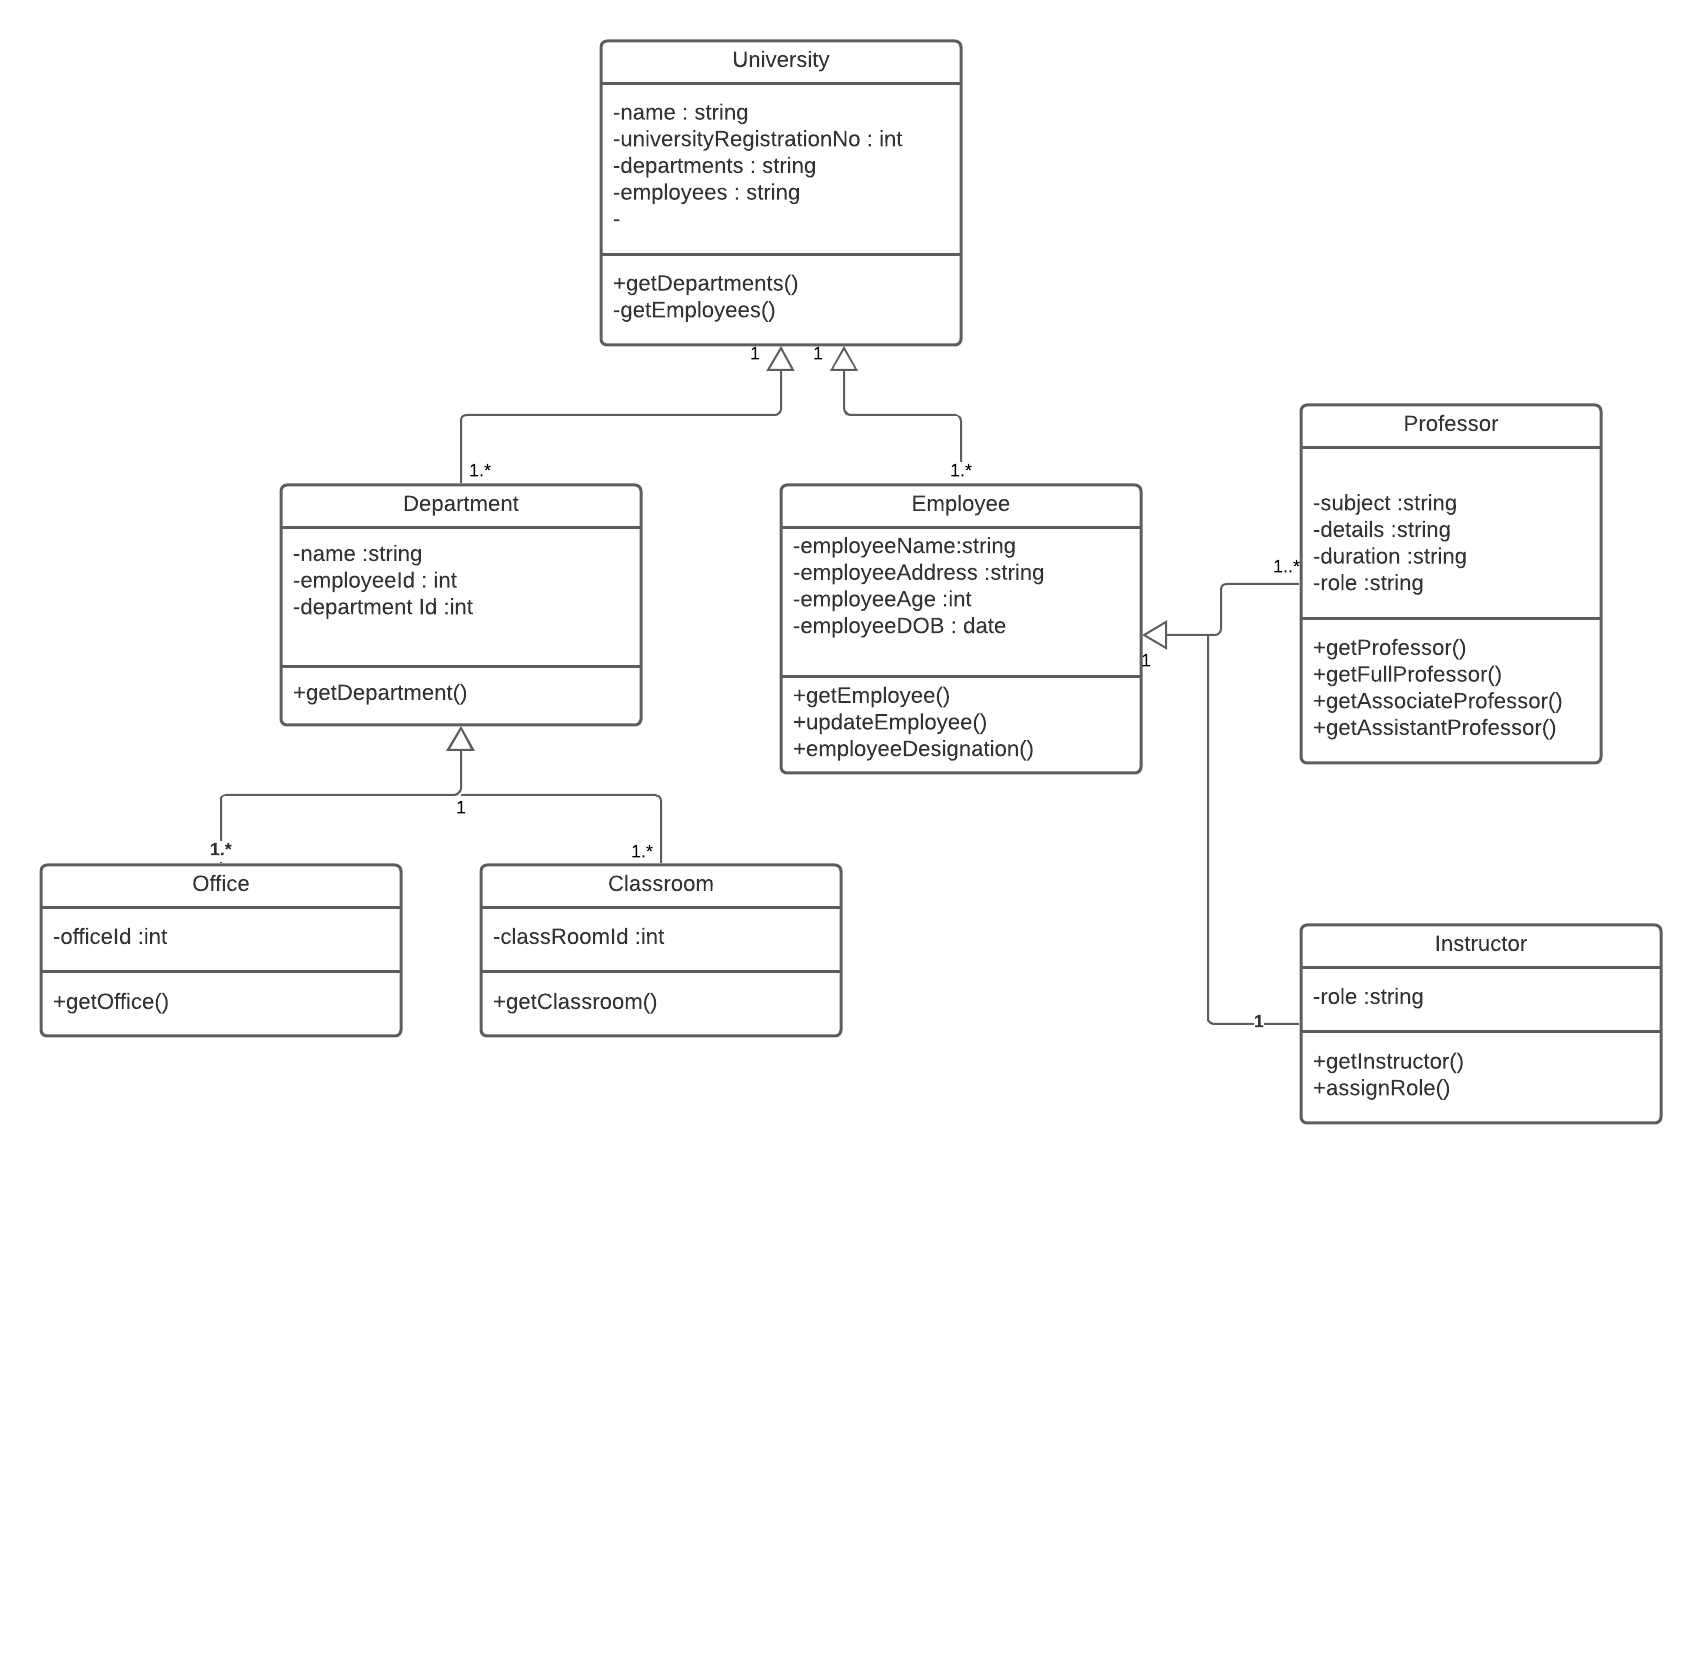 University
-name : string
-universityRegistrationNo : int
-departments : string
-employees : string
-
+getDepartments()
-getEmployees()
1
1
1.*
1.*
Department
-name :string
-employeeId : int
-department Id :int
+getDepartment()
Employee
-employeeName:string
-employeeAddress :string
-employeeAge :int
-employeeDOB : date
+getEmployee()
+updateEmployee()
+employeeDesignation()
1
1..*
Professor
-subject :string
-details :string
-duration :string
-role :string
+getProfessor()
+getFullProfessor()
+getAssociateProfessor()
+getAssistantProfessor()
1
1.*
1.*
Office
-officeId :int
+getOffice()
Classroom
-classRoomId :int
+getClassroom()
1
Instructor
-role :string
+getInstructor()
+assignRole()